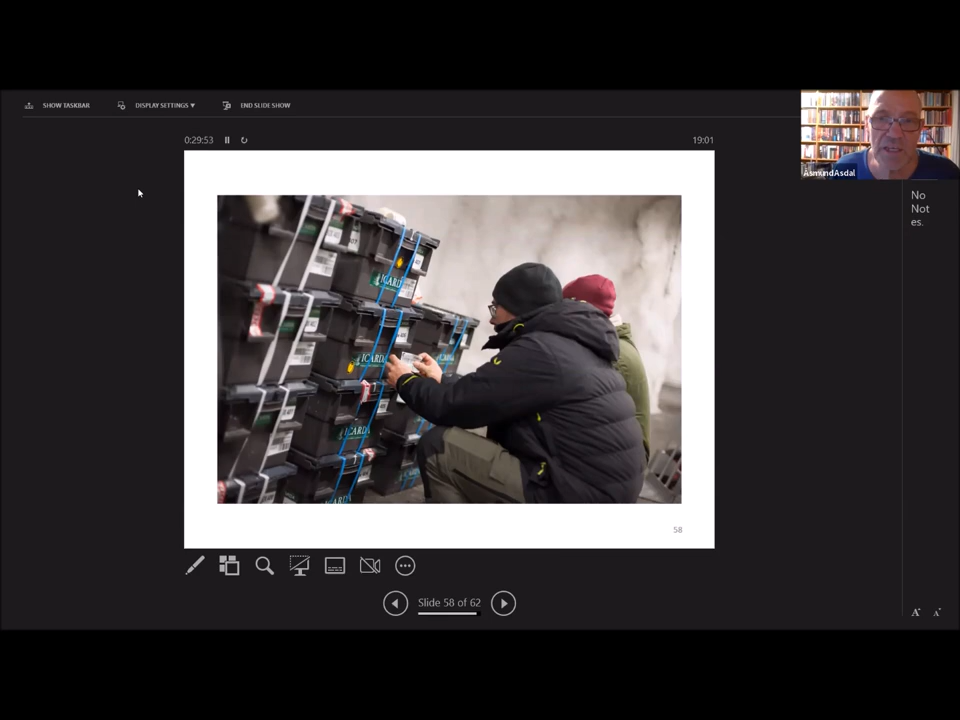 SHOW TASKBAR
DISPLAY SETTINGS ▼
END SLIDE SHOW
0:29:53
19:01
ÅsmundAsdal
No
Not
es.
ICARDA
ICARDA
ICARDA
58
Slide 58 of 62
A
A